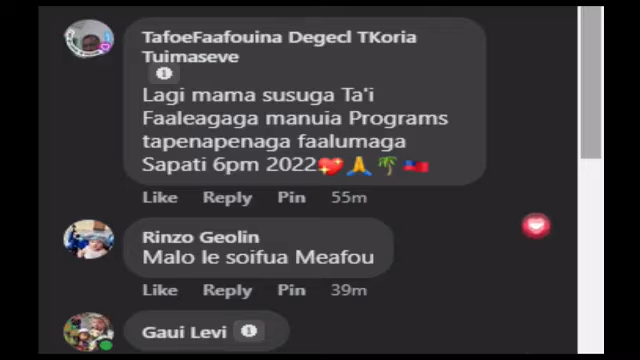 TafoeFaafouina Degecl TKoria
Tuimaseve
Lagi mama susuga Ta'i
Faaleagaga manuia Programs
tapenapenaga faalumaga
Sapati 6pm 2022💖🙏🌴🇼🇸
Like Reply Pin 55m
Rinzo Geolin
Malo le soifua Meafou
Like Reply Pin 39m
Gaui Levi